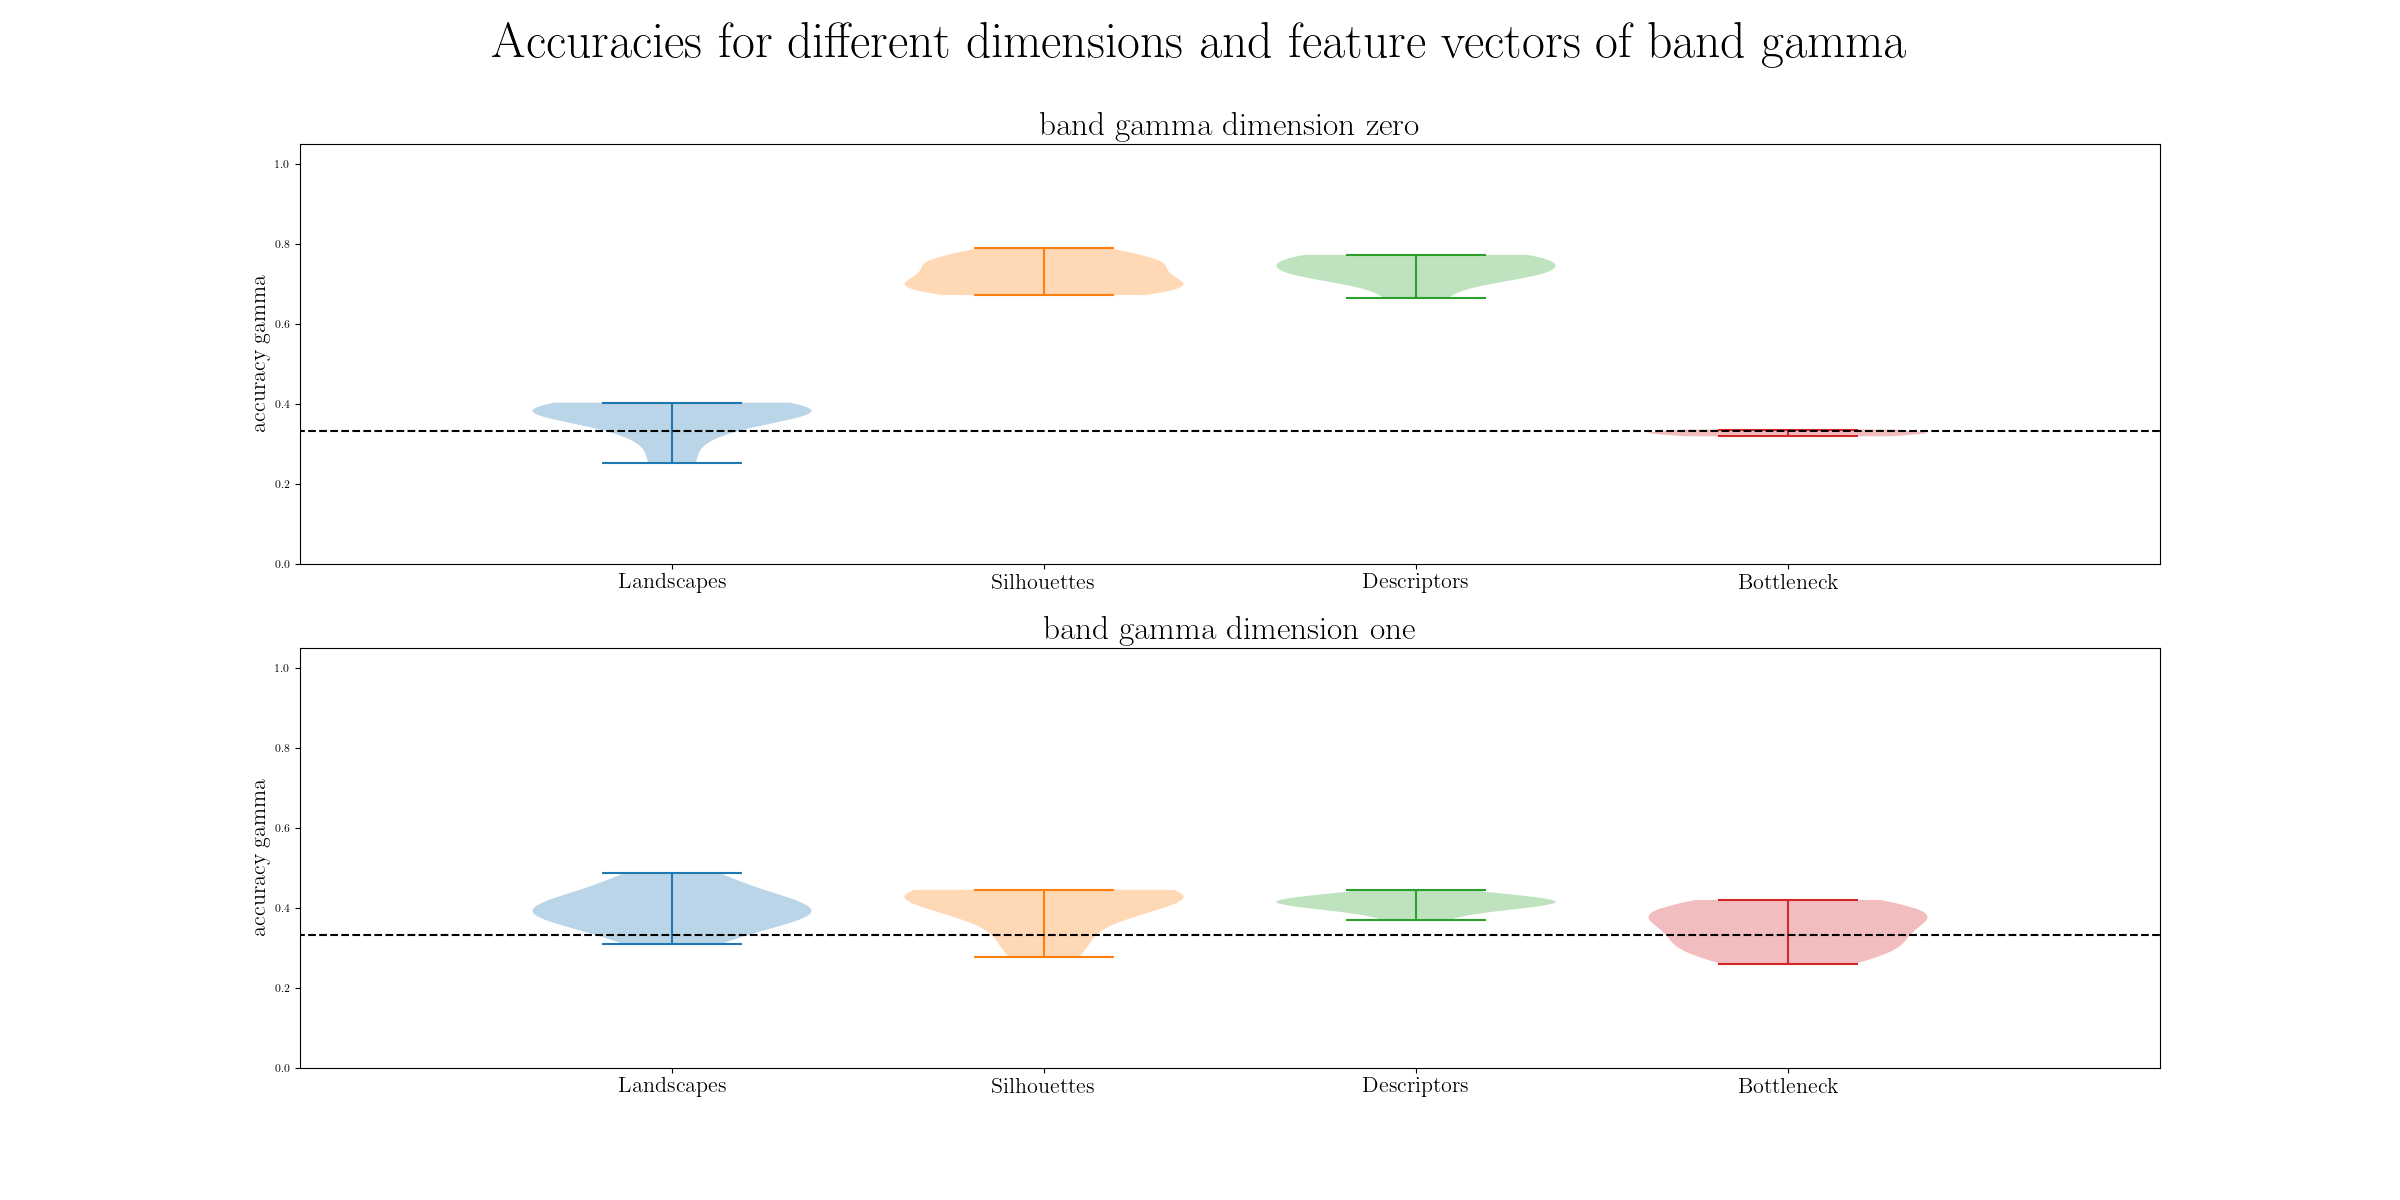 Accuracies for different dimensions and feature vectors of band gamma
band gamma dimension zero
1.0
0.8
0.6
0.4
0.2
0.0
accuracy gamma
Landscapes Silhouettes Descriptors Bottleneck
band gamma dimension one
1.0
0.8
0.6
0.4
0.2
0.0
accuracy gamma
Landscapes Silhouettes Descriptors Bottleneck